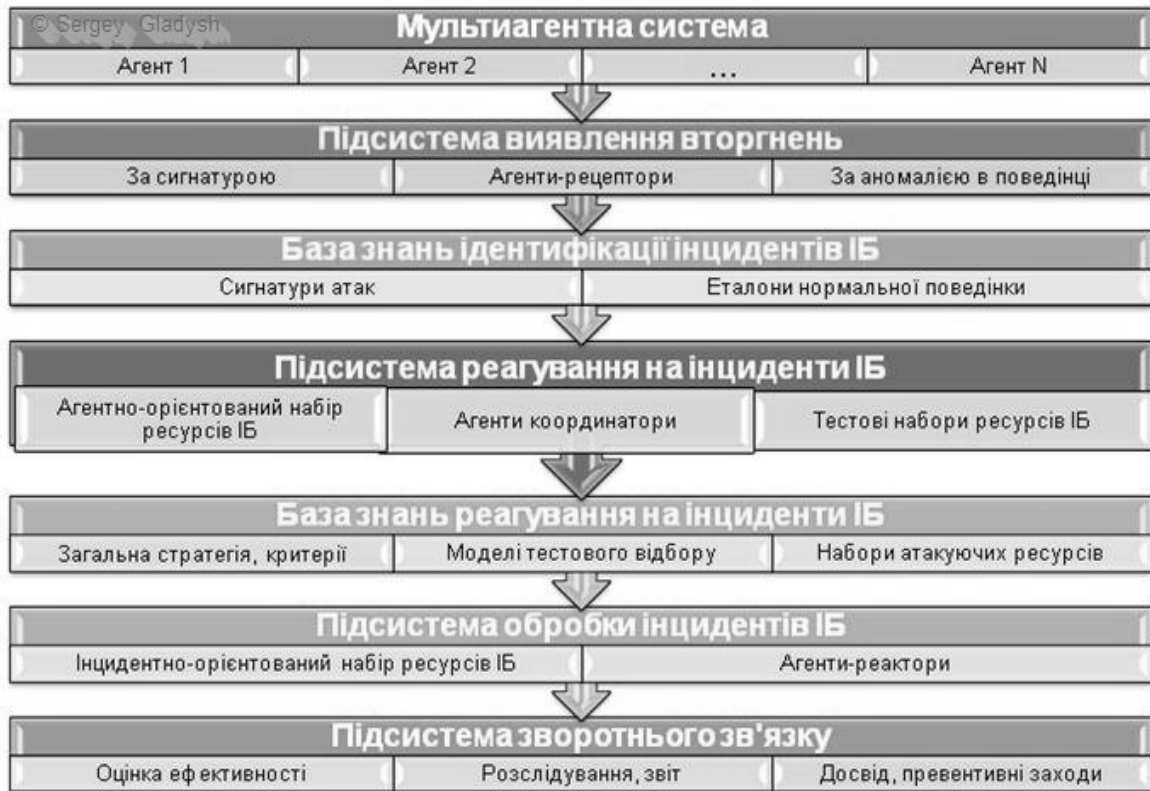 © Sergey Gladysh
Мультиагентна система
Агент 1 Агент 2 ... Агент N
Підсистема виявлення вторгнень
За сигнатурою Агенти-рецептори За аномалією в поведінці
База знань ідентифікації інцидентів ІБ
Сигнатури атак Еталони нормальної поведінки
Підсистема реагування на інциденти ІБ
Агентно-орієнтований набір
ресурсів ІБ Агенти координатори Тестові набори ресурсів ІБ
База знань реагування на інциденти ІБ
Загальна стратегія, критерії Моделі тестового відбору Набори атакуючих ресурсів
Підсистема обробки інцидентів ІБ
Інцидентно-орієнтований набір ресурсів ІБ Агенти-реактори
Підсистема зворотнього зв'язку
Оцінка ефективності Розслідування, звіт Досвід, превентивні заходи